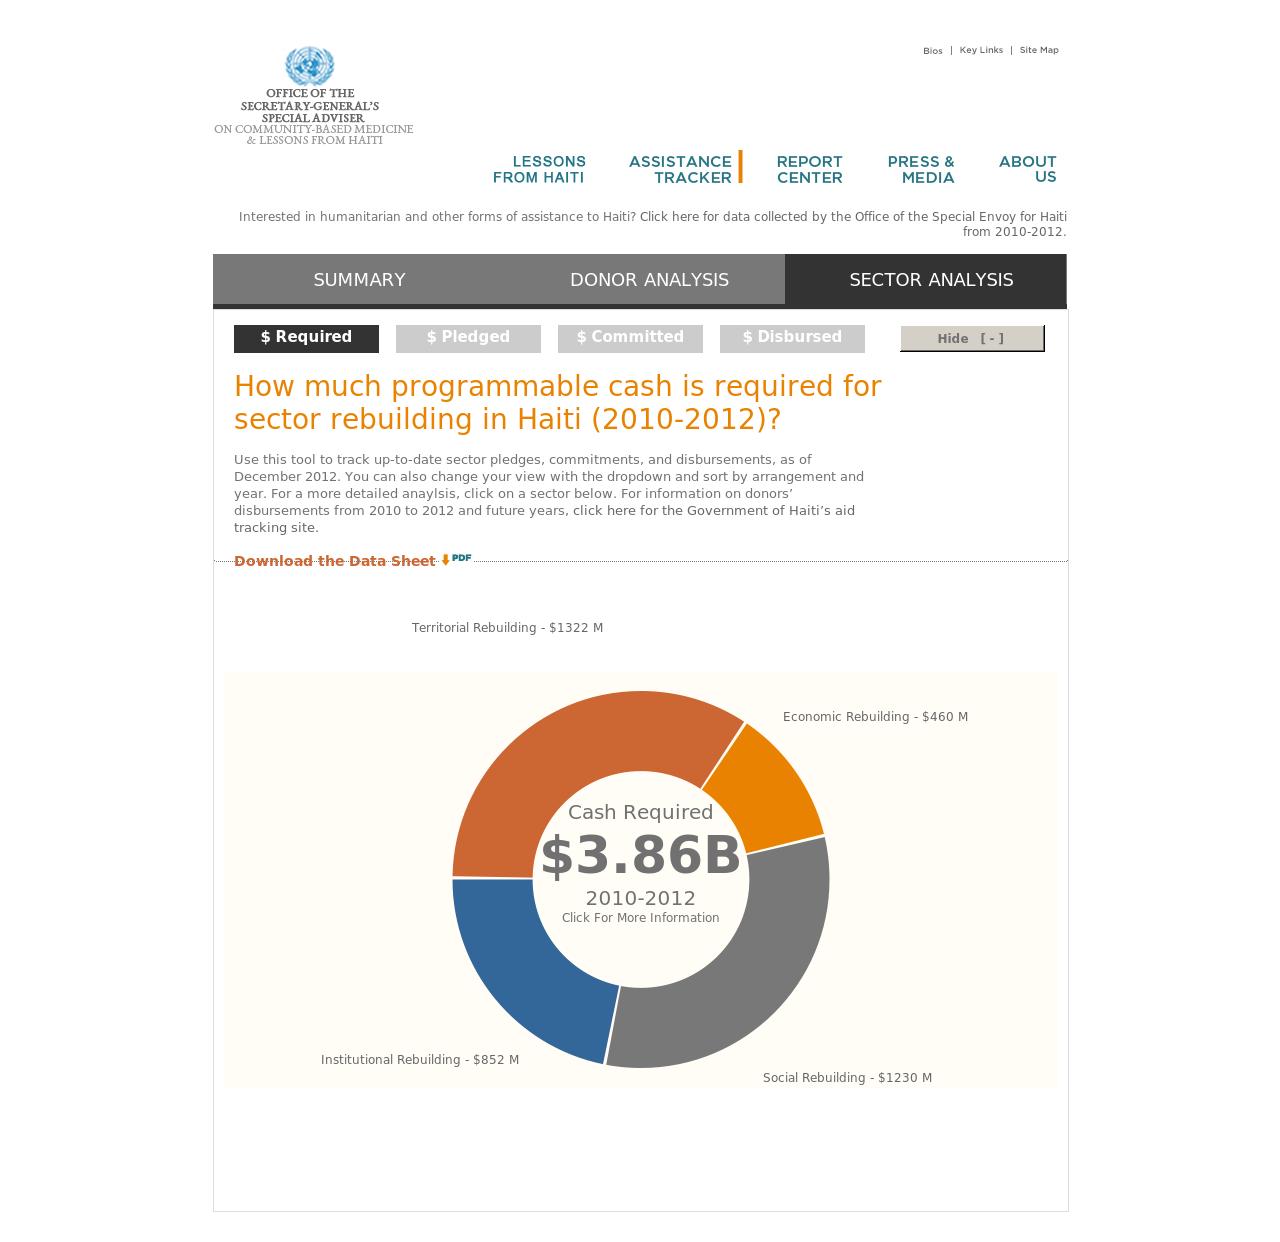 Bios | Key Links | Site Map
OFFICE OF THE
SECRETARY-GENERAL'S
SPECIAL ADVISER
ON COMMUNITY-BASED MEDICINE
& LESSONS FROM HAITI
LESSONS FROM HAITI
ASSISTANCE TRACKER
REPORT CENTER
PRESS & MEDIA
ABOUT US
Interested in humanitarian and other forms of assistance to Haiti? Click here for data collected by the Office of the Special Envoy for Haiti
from 2010-2012.
SUMMARY DONOR ANALYSIS SECTOR ANALYSIS
$ Required $ Pledged $ Committed $ Disbursed Hide [ - ]
How much programmable cash is required for
sector rebuilding in Haiti (2010-2012)?
Use this tool to track up-to-date sector pledges, commitments, and disbursements, as of
December 2012. You can also change your view with the dropdown and sort by arrangement and
year. For a more detailed anaylsis, click on a sector below. For information on donors’
disbursements from 2010 to 2012 and future years, click here for the Government of Haiti’s aid
tracking site.
Download the Data Sheet PDF
Territorial Rebuilding - $1322 M
Economic Rebuilding - $460 M
Cash Required
$3.86B
2010-2012
Click For More Information
Institutional Rebuilding - $852 M
Social Rebuilding - $1230 M